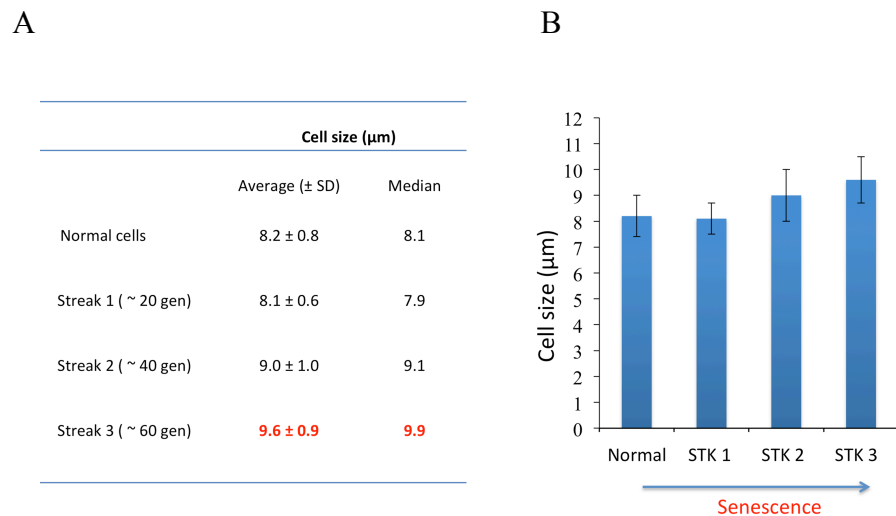 A
Cell size (µm)
Average (± SD) Median
Normal cells 8.2 ± 0.8 8.1
Streak 1 ( ~ 20 gen) 8.1 ± 0.6 7.9
Streak 2 ( ~ 40 gen) 9.0 ± 1.0 9.1
Streak 3 ( ~ 60 gen) 9.6 ± 0.9 9.9
B
Cell size (µm)
12
11
10
9
8
7
6
5
4
3
2
1
0
Normal STK 1 STK 2 STK 3
Senescence